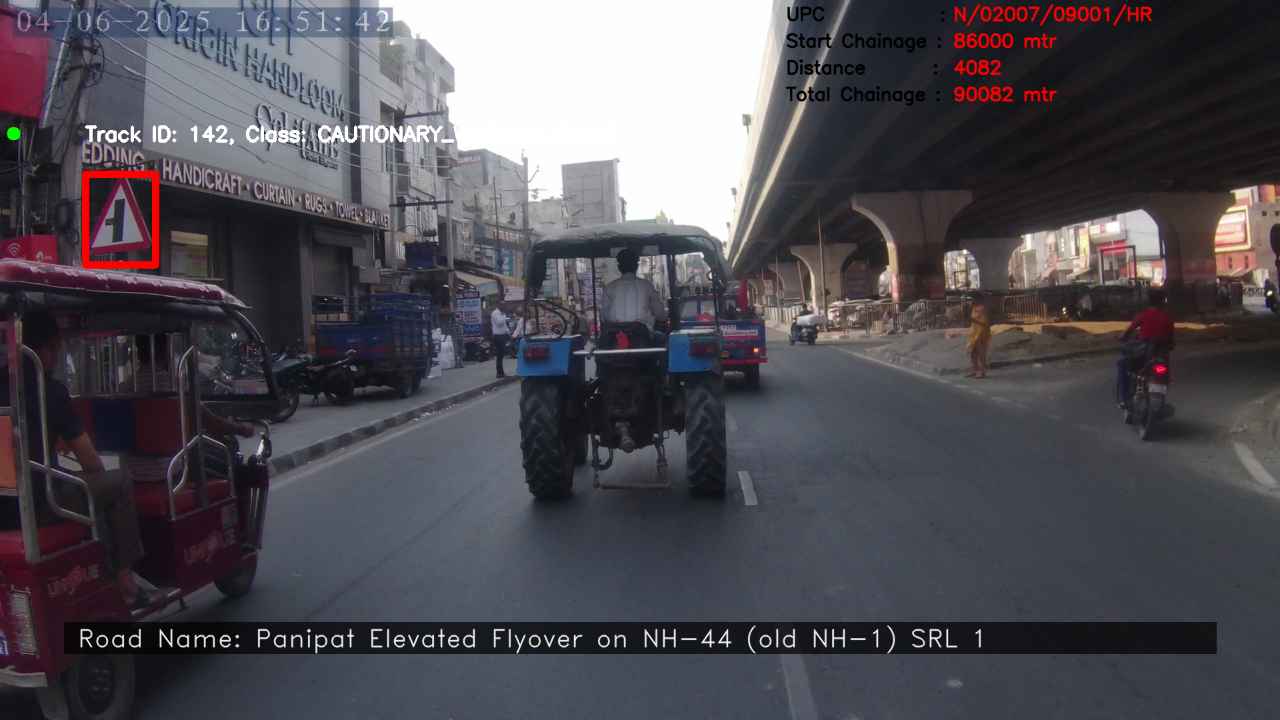 04-06-2025 16:51:42
UPC : N/02007/09001/HR
Start Chainage : 86000 mtr
Distance : 4082
Total Chainage : 90082 mtr
ORIGIN HANDLOOM
Track ID: 142, Class: CAUTIONARY_
EDDING HANDICRAFT • CURTAIN • RUGS • TOWEL • BLANKET
Road Name: Panipat Elevated Flyover on NH-44 (old NH-1) SRL 1